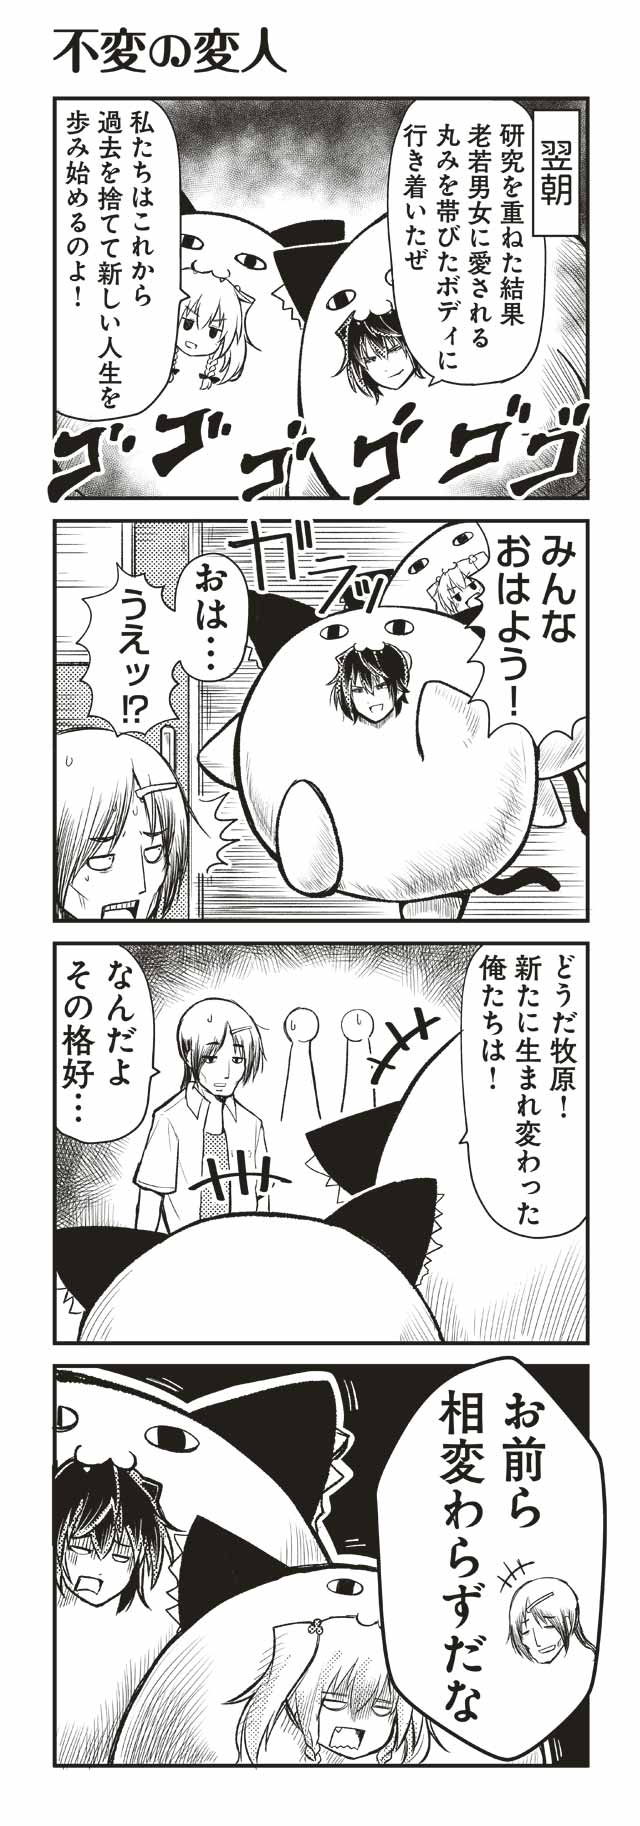 不変の変人
翌朝
研究を重ねた結果
老若男女に愛される
丸みを帯びたボディに
行き着いたぜ
私たちはこれから
過去を捨てて新しい人生を
歩み始めるのよ！
ゴゴゴゴゴゴ
みんな
おはよう！
ガラッ
おは…
うえッ!?
どうだ牧原！
新たに生まれ変わった
俺たちは！
なんだよ
その格好…
お前ら
相変わらずだな